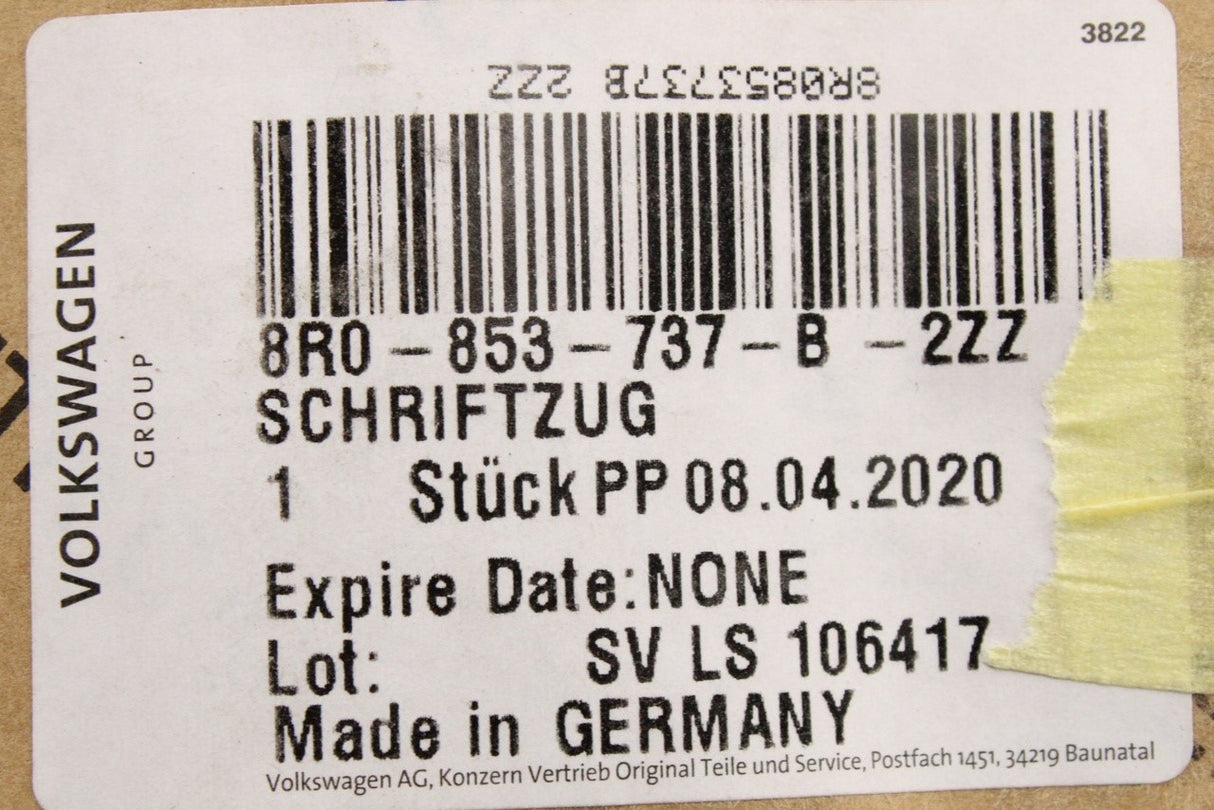 3822
8R0853737B 2ZZ
8R0 - 853 - 737 - B - 2ZZ
SCHRIFTZUG
1 Stück PP 08.04.2020
Expire Date: NONE
Lot: SV LS 106417
Made in GERMANY
Volkswagen AG, Konzern Vertrieb Original Teile und Service, Postfach 1451, 34219 Baunatal
VOLKSWAGEN
GROUP